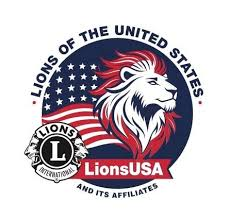 · LIONS OF THE UNITED STATES ·
LIONS
L
INTERNATIONAL
LionsUSA
AND ITS AFFILIATES